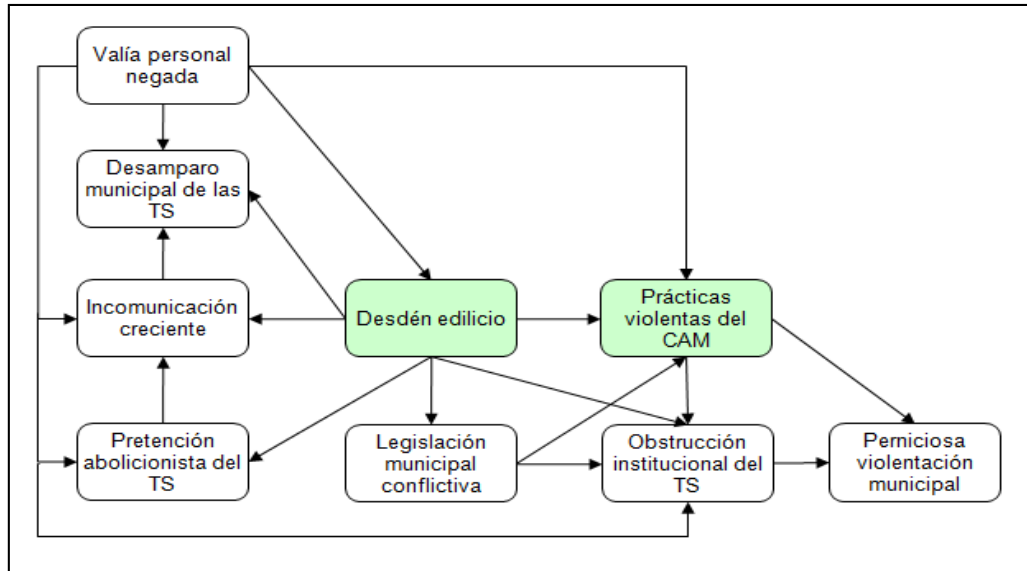 Valía personal
negada
Desamparo
municipal de las
TS
Incomunicación
creciente
Desdén edilicio
Prácticas
violentas del
CAM
Pretención
abolicionista del
TS
Legislación
municipal
conflictiva
Obstrucción
institucional del
TS
Perniciosa
violentación
municipal